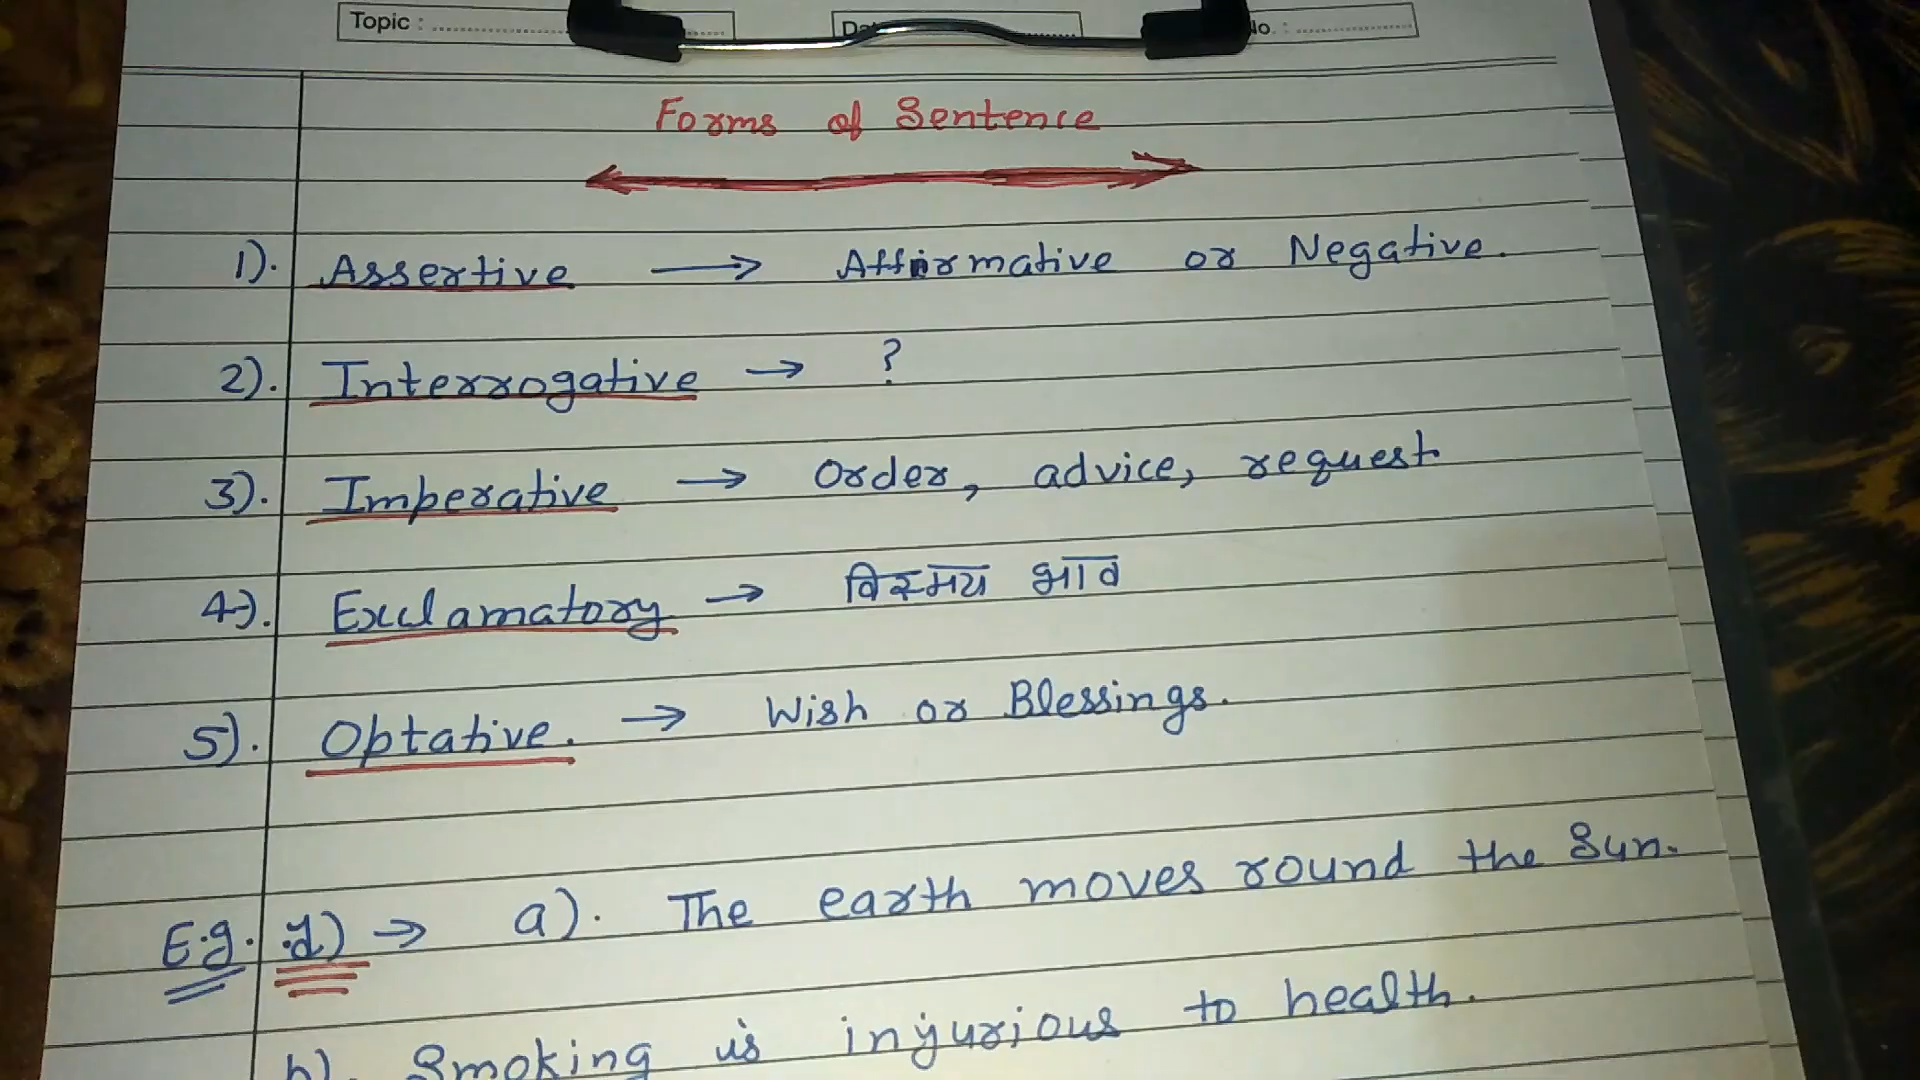 Topic :
Forms of Sentence
1). Assertive → Affirmative or Negative.
2). Interrogative → ?
3). Imperative → Order, advice, request
4). Exclamatory → विस्मय भाव
5). Optative. → Wish or Blessings.
E.g. 1) → a). The earth moves round the Sun.
b). Smoking is injurious to health.